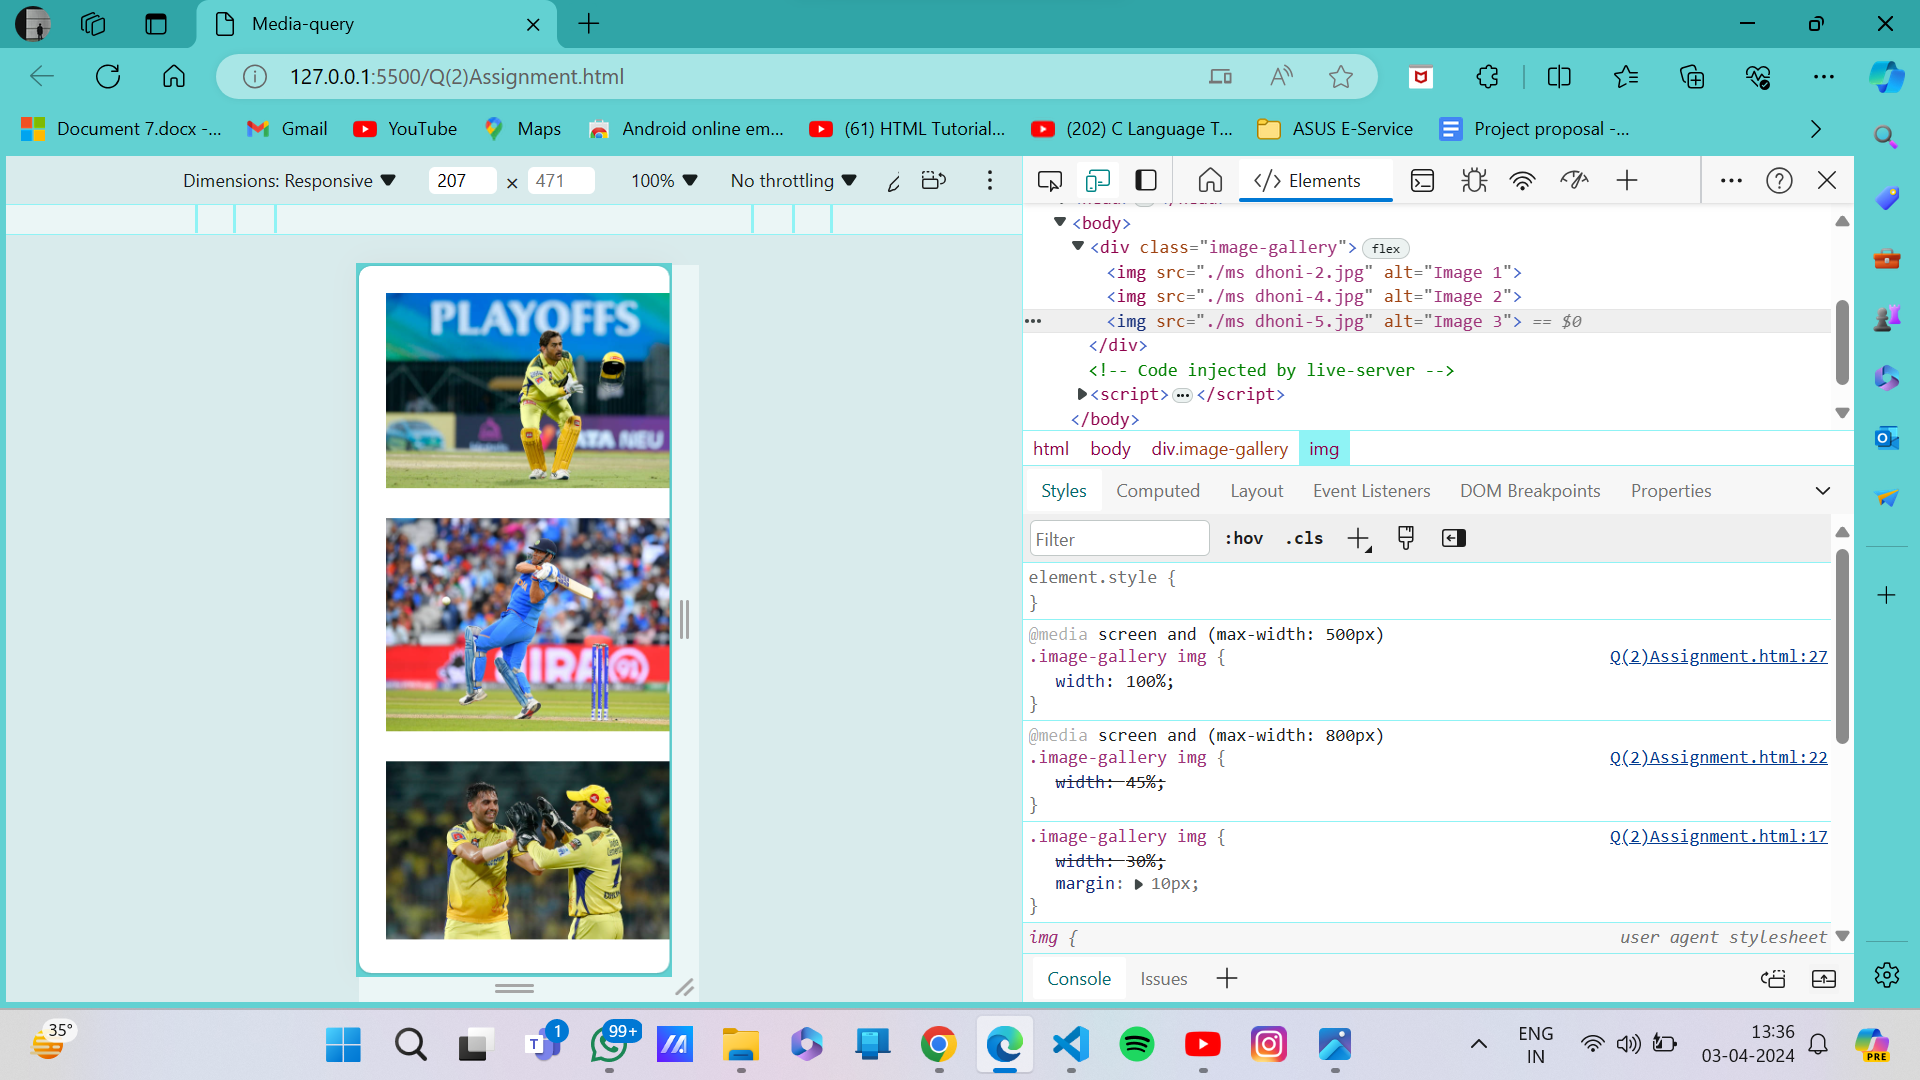 Media-query
127.0.0.1:5500/Q(2)Assignment.html
Document 7.docx -...
Gmail
YouTube
Maps
Android online em...
(61) HTML Tutorial...
(202) C Language T...
ASUS E-Service
Project proposal -...
Dimensions: Responsive
207
×
471
100%
No throttling
Elements
<body>
<div class="image-gallery">
flex
<img src="./ms dhoni-2.jpg" alt="Image 1">
<img src="./ms dhoni-4.jpg" alt="Image 2">
<img src="./ms dhoni-5.jpg" alt="Image 3"> == $0
</div>
<!-- Code injected by live-server -->
<script>
</script>
</body>
html
body
div.image-gallery
img
Styles
Computed
Layout
Event Listeners
DOM Breakpoints
Properties
Filter
:hov
.cls
element.style {
}
@media screen and (max-width: 500px)
.image-gallery img {
Q(2)Assignment.html:27
width: 100%;
}
@media screen and (max-width: 800px)
.image-gallery img {
Q(2)Assignment.html:22
width: 45%;
}
.image-gallery img {
Q(2)Assignment.html:17
width: 30%;
margin: 10px;
}
img {
user agent stylesheet
Console
Issues
PLAYOFFS
TATA NEU
7
35°
1
99+
ENG
IN
13:36
03-04-2024
PRE